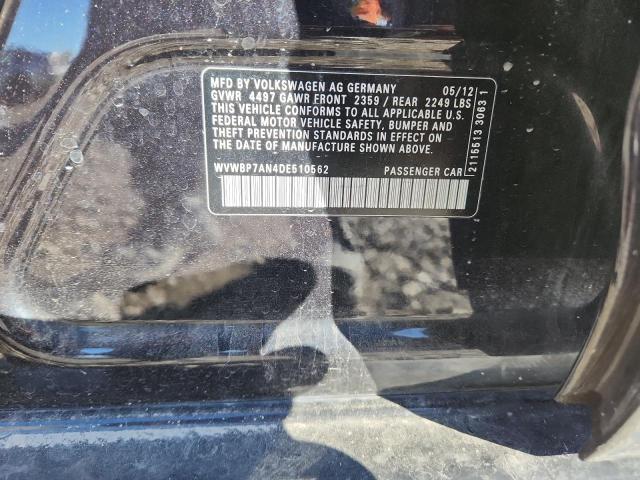 MFD BY VOLKSWAGEN AG GERMANY 05/12
GVWR 4497 GAWR FRONT 2359 / REAR 2249 LBS
THIS VEHICLE CONFORMS TO ALL APPLICABLE U.S.
FEDERAL MOTOR VEHICLE SAFETY, BUMPER AND
THEFT PREVENTION STANDARDS IN EFFECT ON
THE DATE OF MANUFACTURE SHOWN ABOVE.
WVWBP7AN4DE510562 PASSENGER CAR
2116513 3063 1